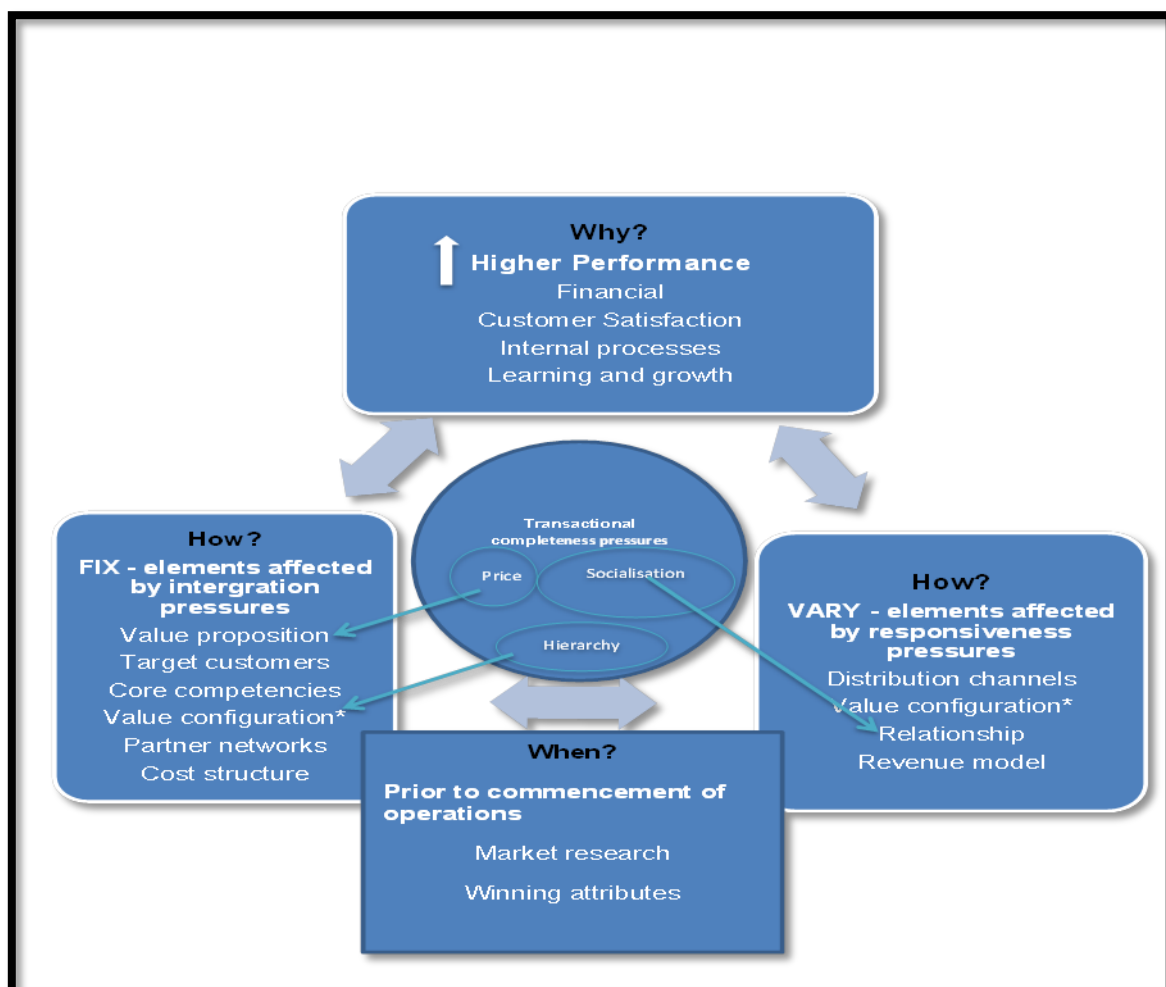 Why?
Higher Performance
Financial
Customer Satisfaction
Internal processes
Learning and growth
Transactional
completeness pressures
Price
Socialisation
Hierarchy
How?
FIX - elements affected
by intergration
pressures
Value proposition
Target customers
Core competencies
Value configuration*
Partner networks
Cost structure
How?
VARY - elements affected
by responsiveness
pressures
Distribution channels
Value configuration*
Relationship
Revenue model
When?
Prior to commencement of
operations
Market research
Winning attributes